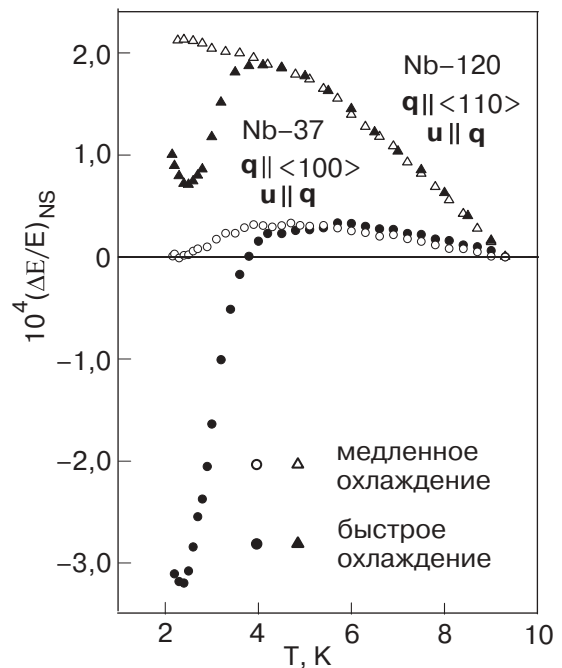 2,0
1,0
0
−1,0
−2,0
−3,0
10⁴(ΔE/E)NS
Nb−120
q || <110>
u || q
Nb−37
q || <100>
u || q
медленное
охлаждение
быстрое
охлаждение
2 4 6 8 10
T, K